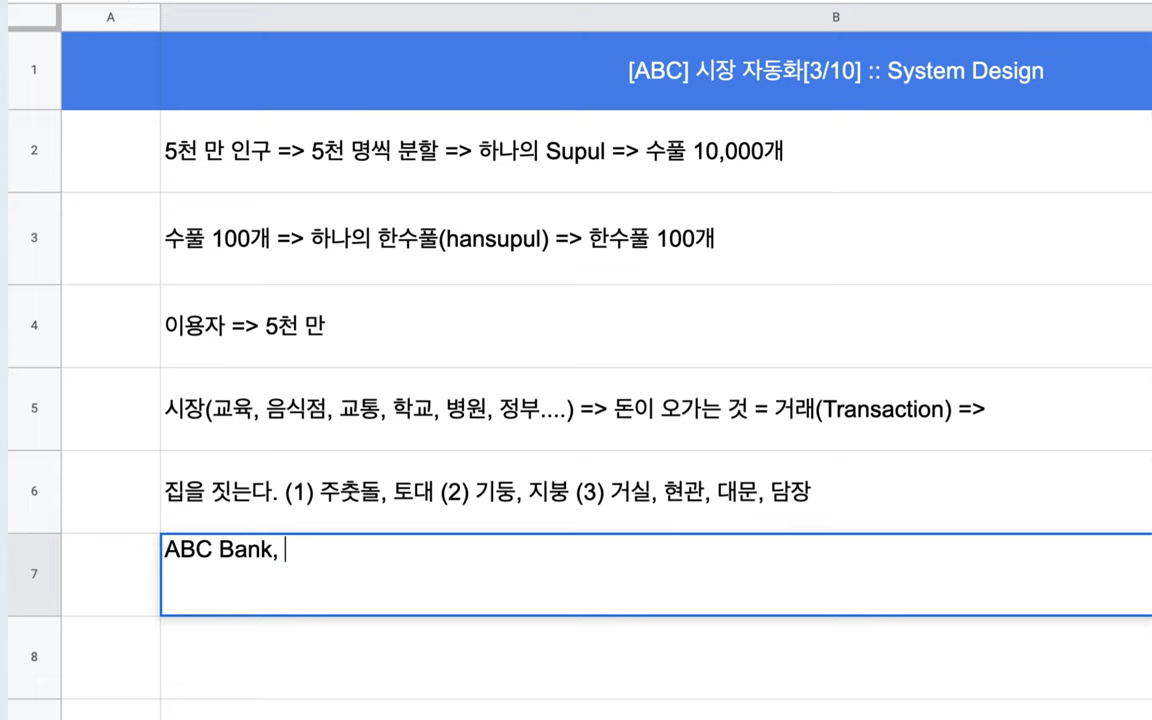 A
B
1
[ABC] 시장 자동화[3/10] :: System Design
2
5천 만 인구 => 5천 명씩 분할 => 하나의 Supul => 수풀 10,000개
3
수풀 100개 => 하나의 한수풀(hansupul) => 한수풀 100개
4
이용자 => 5천 만
5
시장(교육, 음식점, 교통, 학교, 병원, 정부....) => 돈이 오가는 것 = 거래(Transaction) =>
6
집을 짓는다. (1) 주춧돌, 토대 (2) 기둥, 지붕 (3) 거실, 현관, 대문, 담장
7
ABC Bank,
8